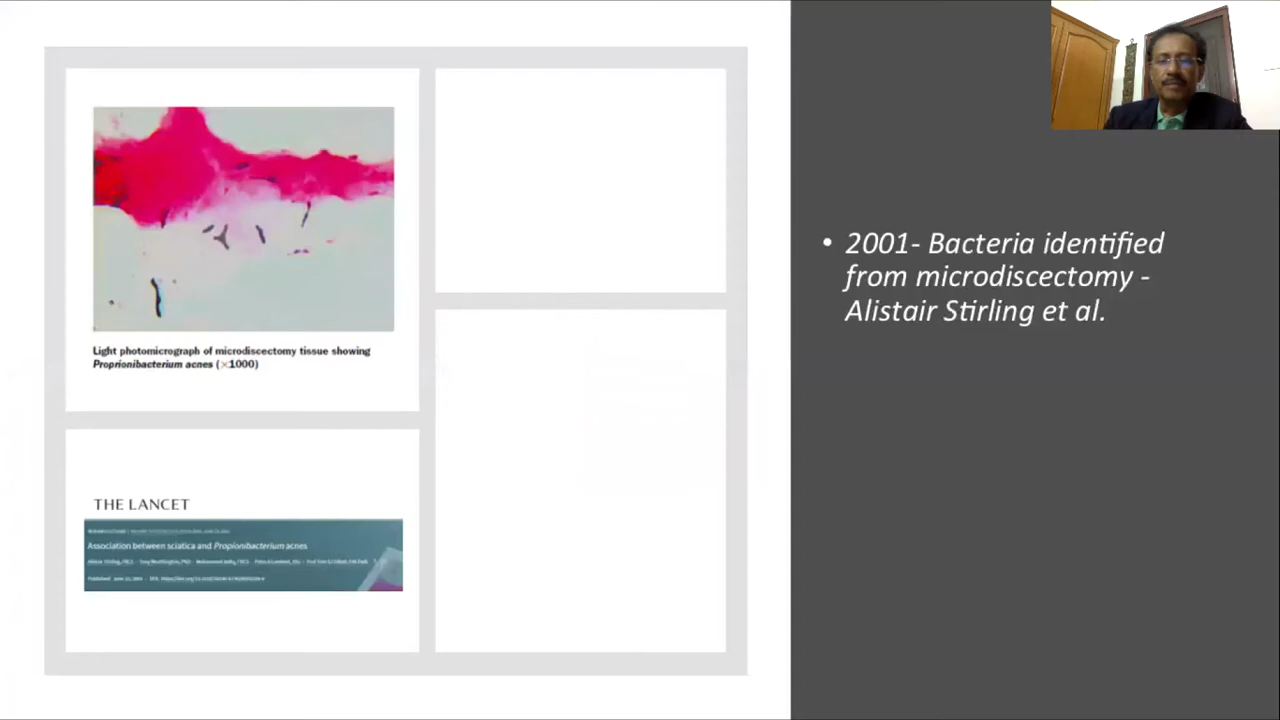 Light photomicrograph of microdiscectomy tissue showing
Proprionibacterium acnes (×1000)
THE LANCET
Association between sciatica and Propionibacterium acnes
• 2001- Bacteria identified
from microdiscectomy -
Alistair Stirling et al.